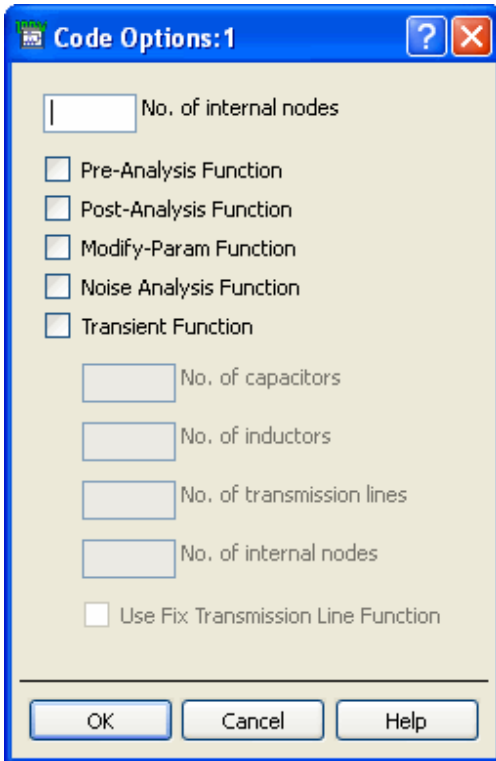 Code Options:1
No. of internal nodes
Pre-Analysis Function
Post-Analysis Function
Modify-Param Function
Noise Analysis Function
Transient Function
No. of capacitors
No. of inductors
No. of transmission lines
No. of internal nodes
Use Fix Transmission Line Function
OK Cancel Help